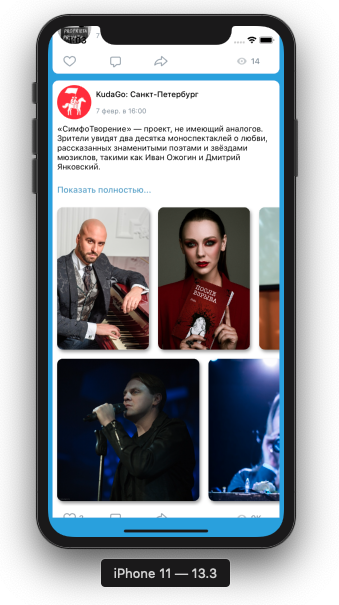 14
KudaGo: Санкт-Петербург
7 февр. в 16:00
«СимфоТворение» — проект, не имеющий аналогов.
Зрители увидят два десятка моноспектаклей о любви,
рассказанных знаменитыми поэтами и звёздами
мюзиклов, такими как Иван Ожогин и Дмитрий
Янковский.
Показать полностью...
ПОСЛЕ
ВЗРЫВА
iPhone 11 — 13.3